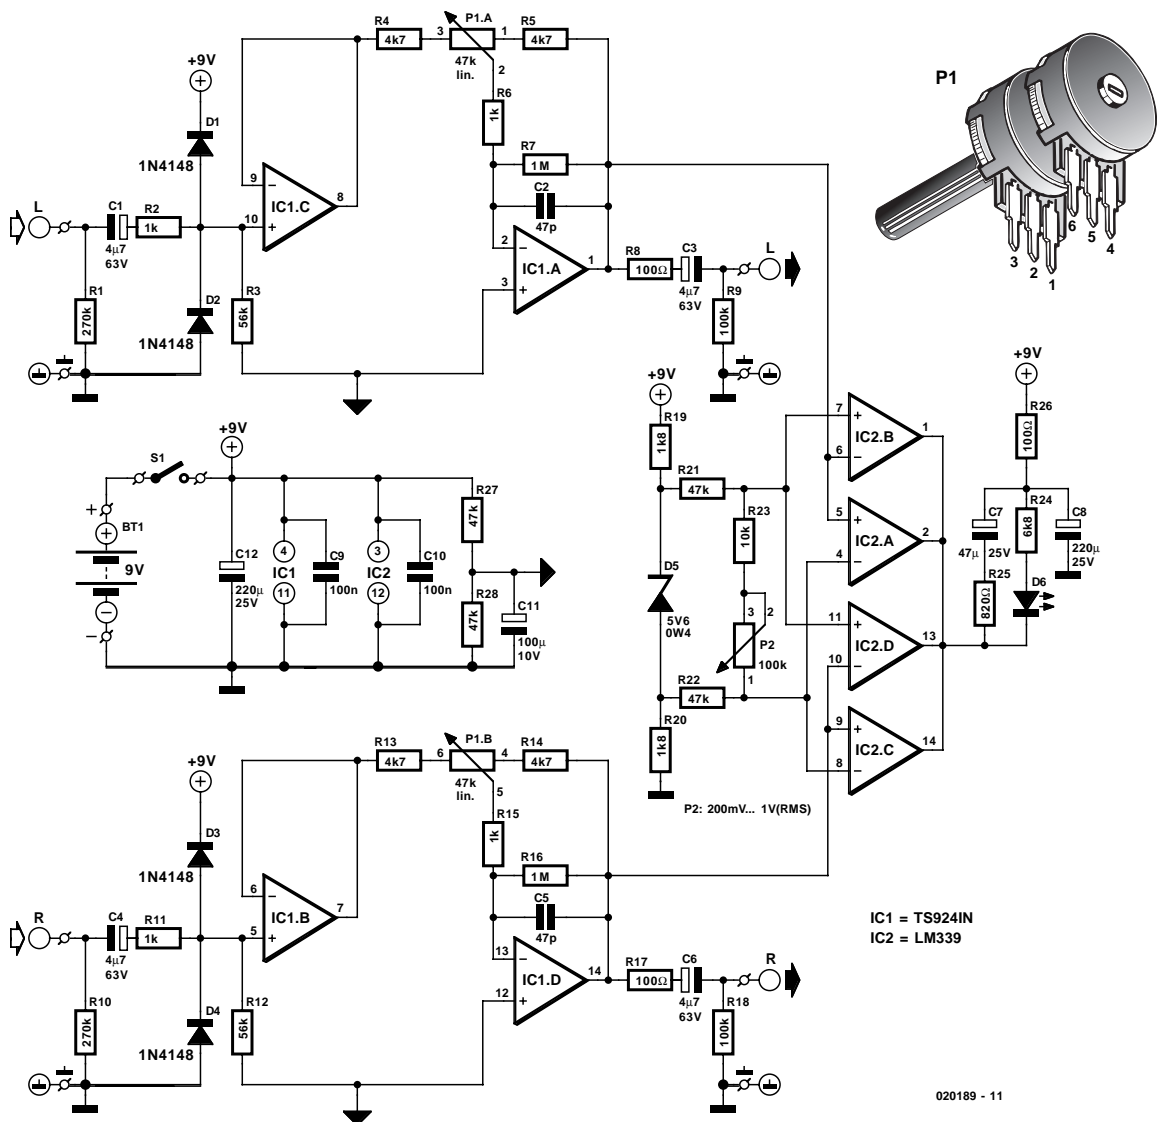 R4
4k7
3
P1.A
47k
lin.
1
2
R5
4k7
P1
6
5
4
3
2
1
+9V
D1
1N4148
R6
1k
R7
1M
C2
47p
9
10
IC1.C
8
L
C1
4µ7
63V
R2
1k
R1
270k
D2
1N4148
R3
56k
2
3
IC1.A
1
R8
100Ω
C3
4µ7
63V
R9
100k
L
+9V
S1
BT1
9V
C12
220µ
25V
4
IC1
11
C9
100n
3
IC2
12
C10
100n
R27
47k
R28
47k
C11
100µ
10V
+9V
R19
1k8
R21
47k
R23
10k
D5
5V6
0W4
3
2
P2
100k
1
R22
47k
R20
1k8
P2: 200mV... 1V(RMS)
7
6
IC2.B
1
5
4
IC2.A
2
11
10
IC2.D
13
9
8
IC2.C
14
+9V
R26
100Ω
C7
47µ
25V
R24
6k8
C8
220µ
25V
R25
820Ω
D6
R13
4k7
6
P1.B
47k
lin.
4
5
R14
4k7
+9V
D3
1N4148
R15
1k
R16
1M
C5
47p
6
5
IC1.B
7
R
C4
4µ7
63V
R11
1k
R10
270k
D4
1N4148
R12
56k
13
12
IC1.D
14
R17
100Ω
C6
4µ7
63V
R18
100k
R
IC1 = TS924IN
IC2 = LM339
020189 - 11